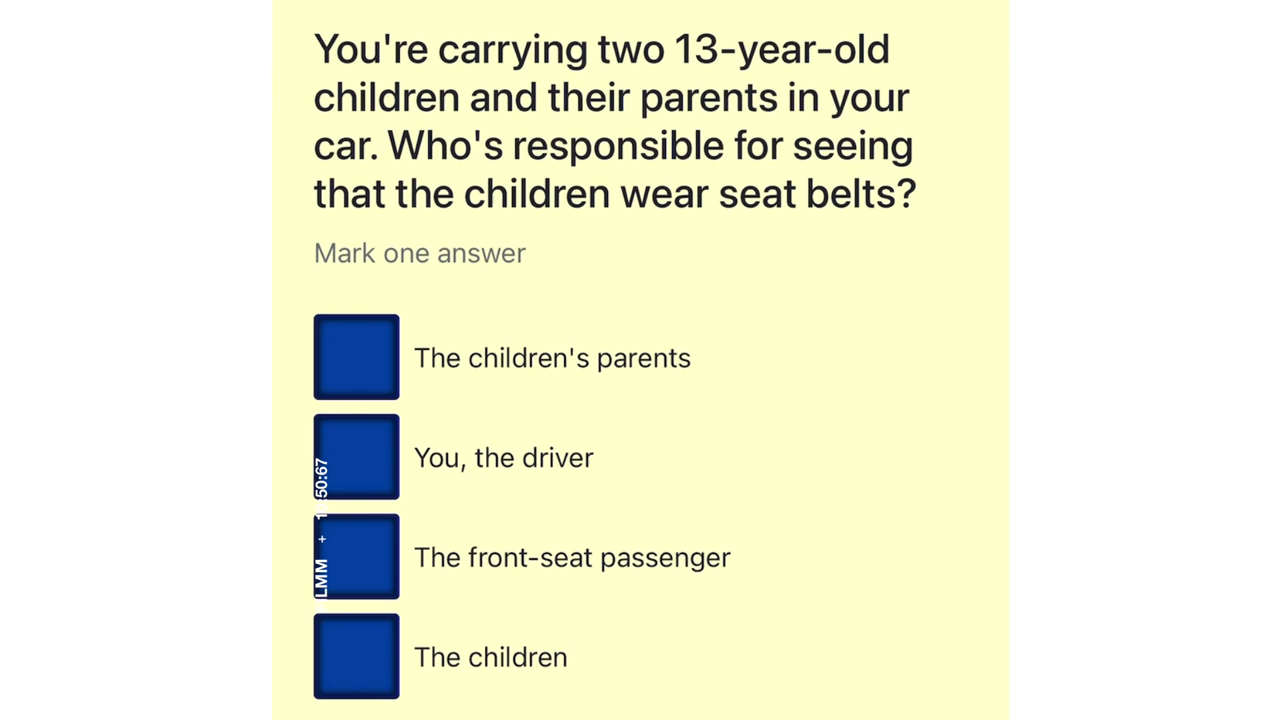 You're carrying two 13-year-old
children and their parents in your
car. Who's responsible for seeing
that the children wear seat belts?
Mark one answer
The children's parents
You, the driver
The front-seat passenger
The children